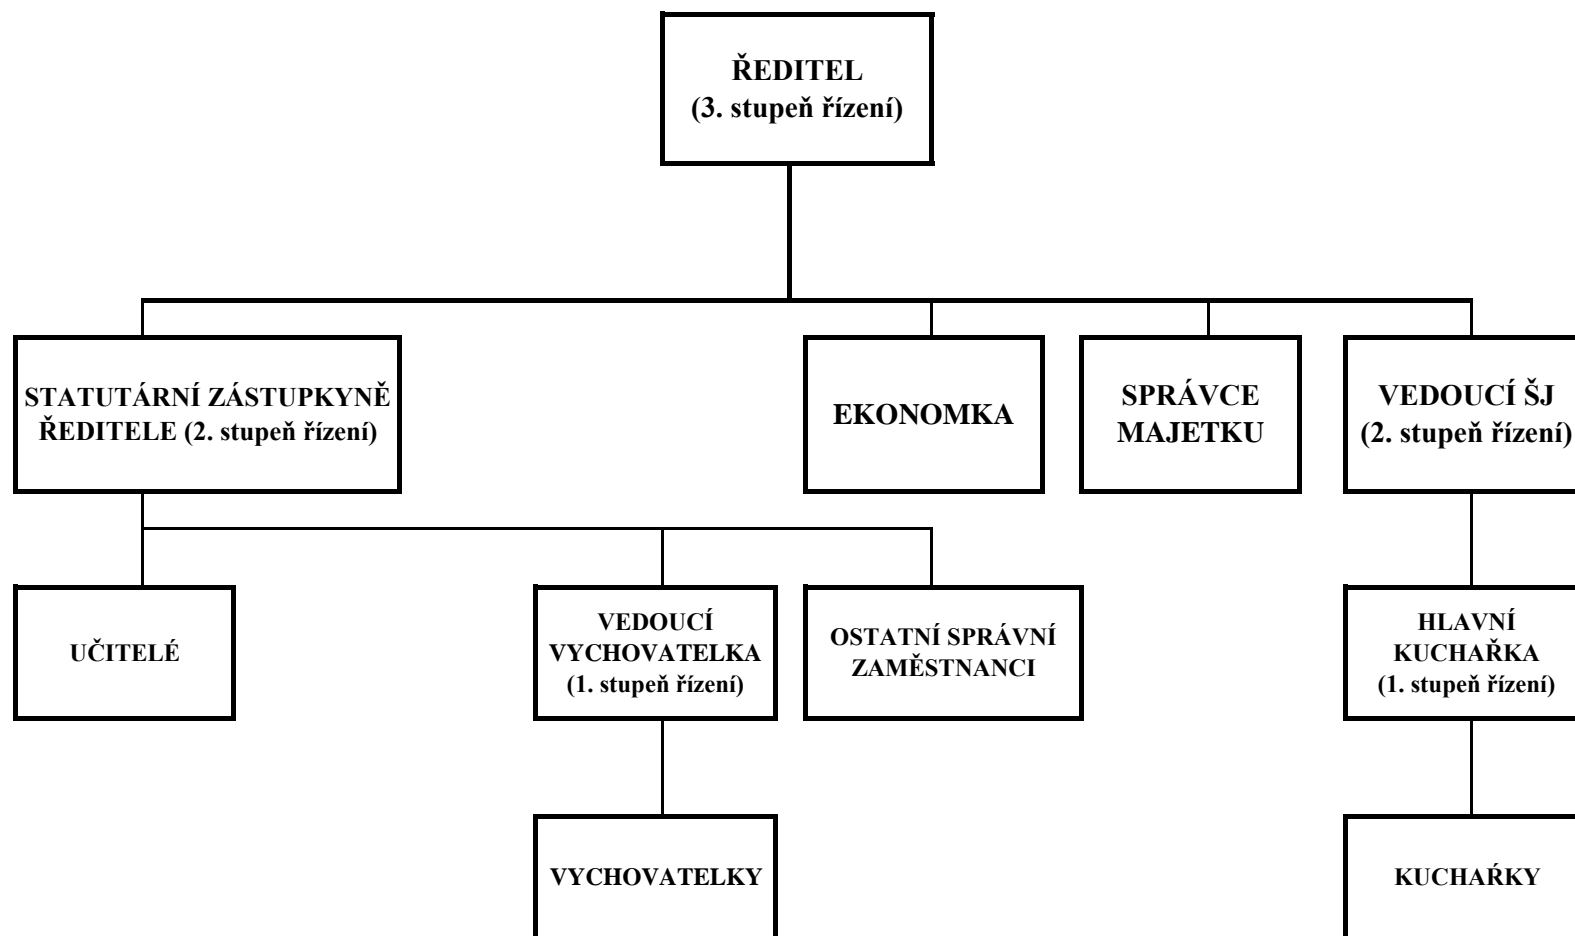 ŘEDITEL
(3. stupeň řízení)
STATUTÁRNÍ ZÁSTUPKYNĚ
ŘEDITELE (2. stupeň řízení)
EKONOMKA
SPRÁVCE
MAJETKU
VEDOUCÍ ŠJ
(2. stupeň řízení)
UČITELÉ
VEDOUCÍ
VYCHOVATELKA
(1. stupeň řízení)
OSTATNÍ SPRÁVNÍ
ZAMĚSTNANCI
HLAVNÍ
KUCHAŘKA
(1. stupeň řízení)
VYCHOVATELKY
KUCHAŔKY